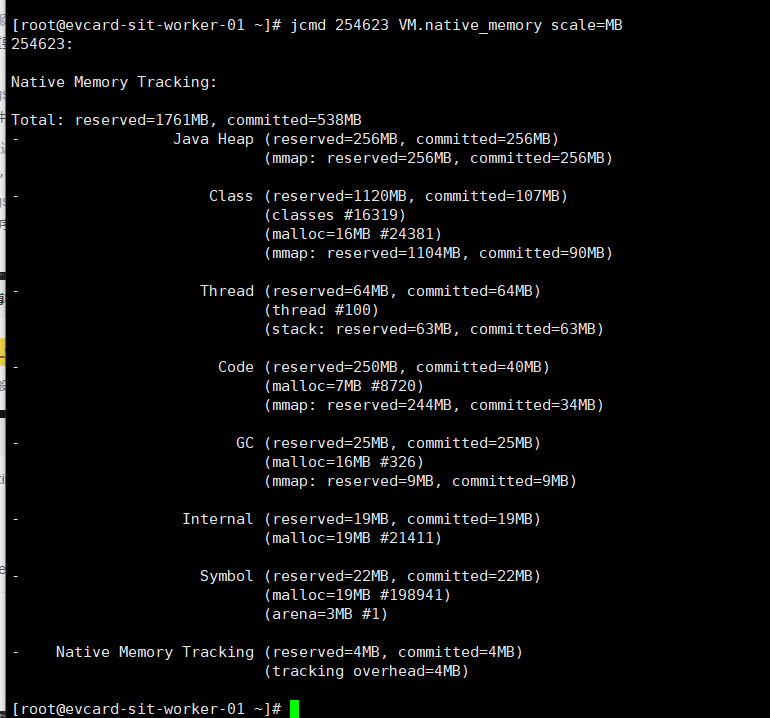 [root@evcard-sit-worker-01 ~]# jcmd 254623 VM.native_memory scale=MB
254623:
Native Memory Tracking:
Total: reserved=1761MB, committed=538MB
-                 Java Heap (reserved=256MB, committed=256MB)
                            (mmap: reserved=256MB, committed=256MB)
-                     Class (reserved=1120MB, committed=107MB)
                            (classes #16319)
                            (malloc=16MB #24381)
                            (mmap: reserved=1104MB, committed=90MB)
-                    Thread (reserved=64MB, committed=64MB)
                            (thread #100)
                            (stack: reserved=63MB, committed=63MB)
-                      Code (reserved=250MB, committed=40MB)
                            (malloc=7MB #8720)
                            (mmap: reserved=244MB, committed=34MB)
-                        GC (reserved=25MB, committed=25MB)
                            (malloc=16MB #326)
                            (mmap: reserved=9MB, committed=9MB)
-                  Internal (reserved=19MB, committed=19MB)
                            (malloc=19MB #21411)
-                    Symbol (reserved=22MB, committed=22MB)
                            (malloc=19MB #198941)
                            (arena=3MB #1)
-    Native Memory Tracking (reserved=4MB, committed=4MB)
                            (tracking overhead=4MB)
[root@evcard-sit-worker-01 ~]#